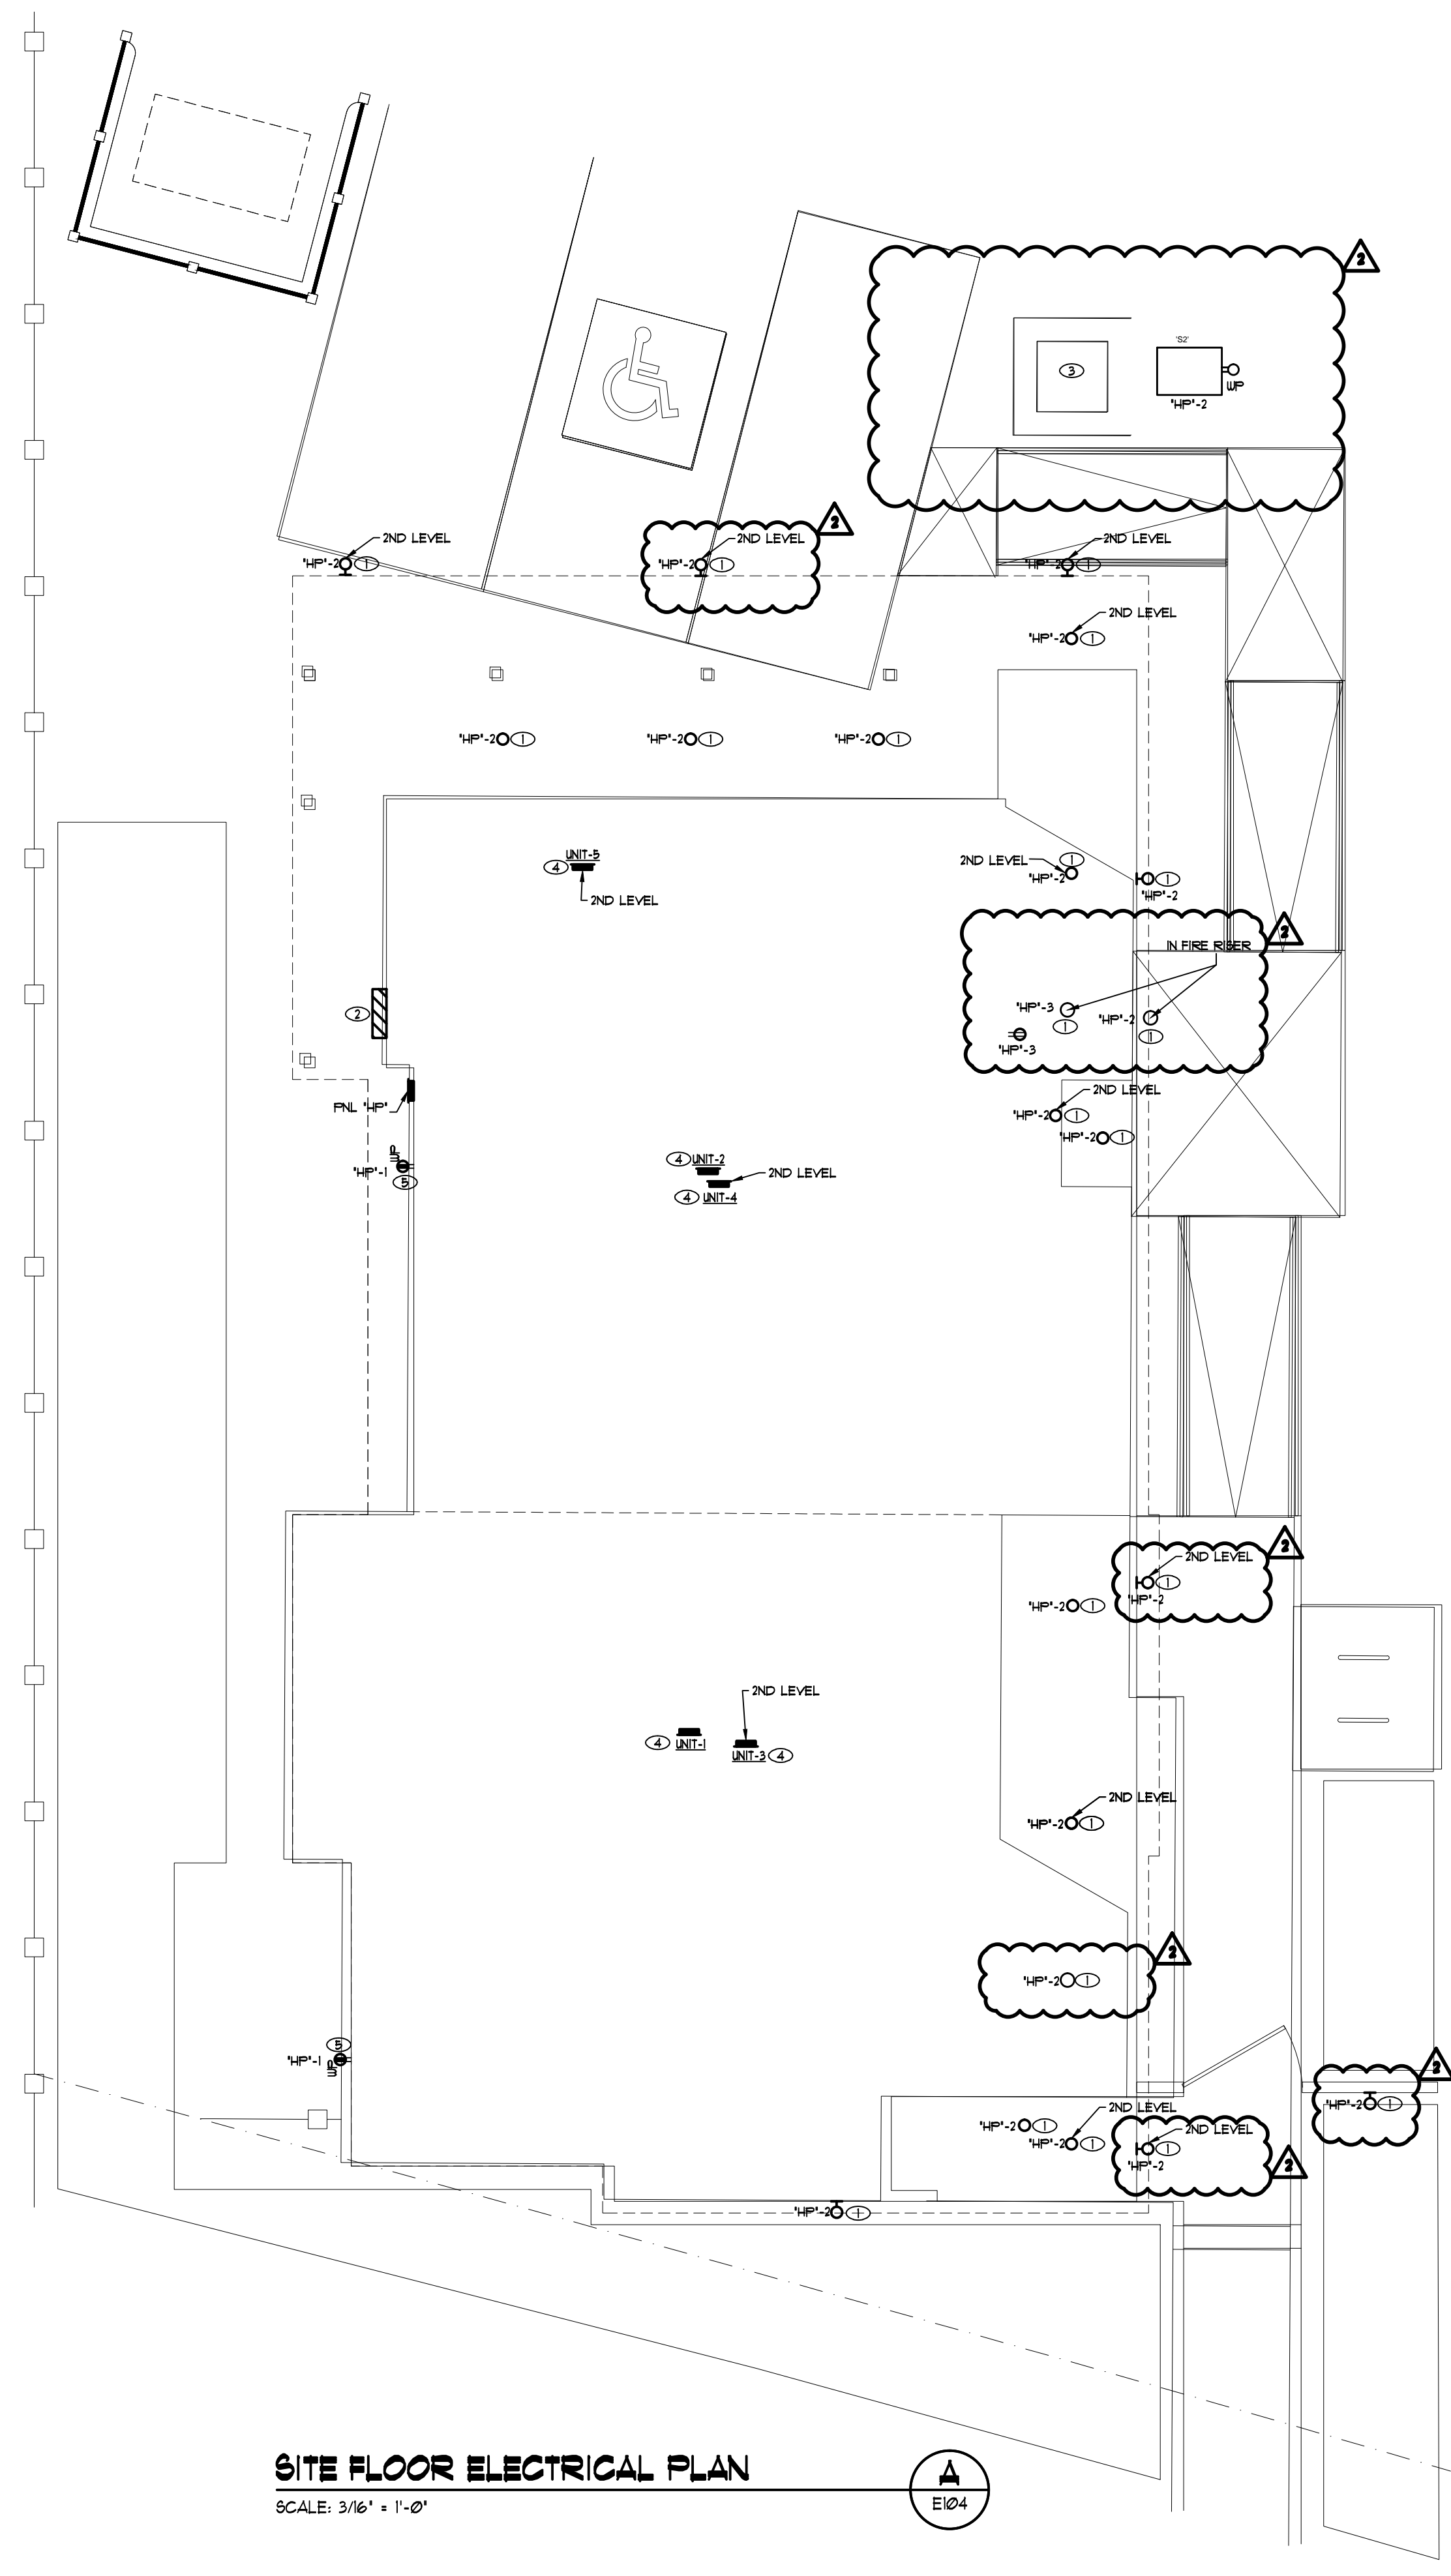 2
'S2'
3
WP
"HP"-2
2
2ND LEVEL
"HP"-2 1
2ND LEVEL
"HP"-2 1
2ND LEVEL
"HP"-2 1
2ND LEVEL
"HP"-2 1
"HP"-2 1
"HP"-2 1
"HP"-2 1
UNIT-5
4
2ND LEVEL
1
2ND LEVEL
"HP"-2
1
"HP"-2
2
IN FIRE RISER
2
"HP"-3
1
"HP"-2
1
"HP"-3
PNL "HP"
2ND LEVEL
"HP"-2 1
"HP"-2 1
WP
"HP"-1
5
4 UNIT-2
2ND LEVEL
4 UNIT-4
2
2ND LEVEL
1
"HP"-2
"HP"-2 1
2ND LEVEL
4 UNIT-1
UNIT-3 4
2ND LEVEL
"HP"-2 1
2
"HP"-2 1
5
"HP"-1
WP
2
"HP"-2 1
2ND LEVEL
"HP"-2 1
"HP"-2 1
2ND LEVEL
1
"HP"-2
2
"HP"-2 1
SITE FLOOR ELECTRICAL PLAN
SCALE: 3/16" = 1'-0"
A
E104